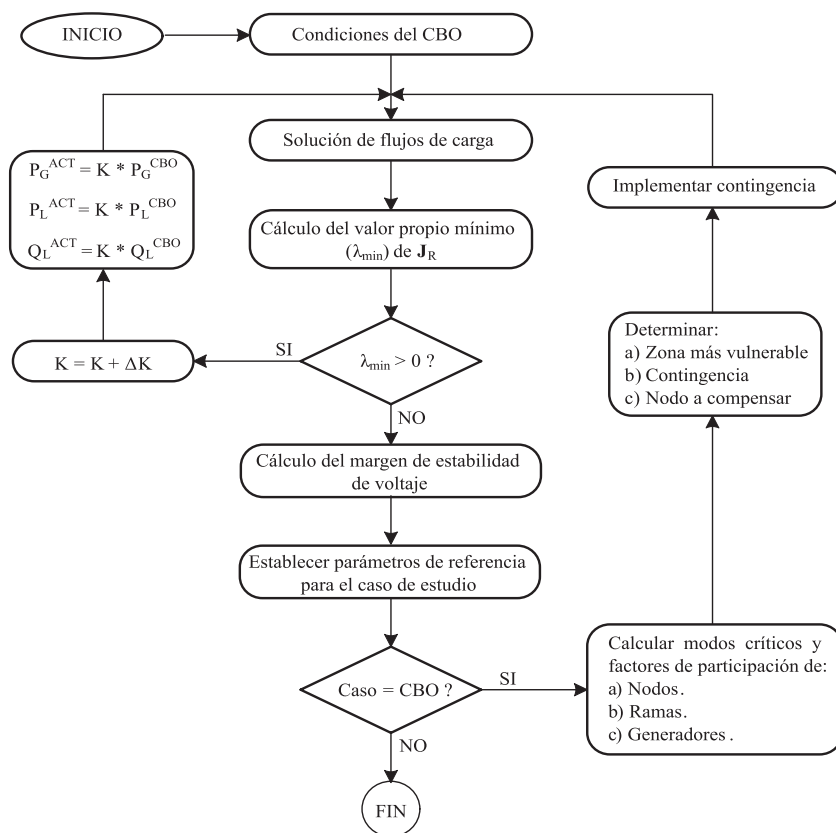 INICIO
Condiciones del CBO
Solución de flujos de carga
P_G^ACT = K * P_G^CBO
P_L^ACT = K * P_L^CBO
Q_L^ACT = K * Q_L^CBO
Implementar contingencia
Cálculo del valor propio mínimo
(λmin) de J_R
Determinar:
a) Zona más vulnerable
b) Contingencia
c) Nodo a compensar
K = K + ΔK
SI
λmin > 0 ?
NO
Cálculo del margen de estabilidad
de voltaje
Establecer parámetros de referencia
para el caso de estudio
Calcular modos críticos y
factores de participación de:
a) Nodos.
b) Ramas.
c) Generadores .
Caso = CBO ?
SI
NO
FIN